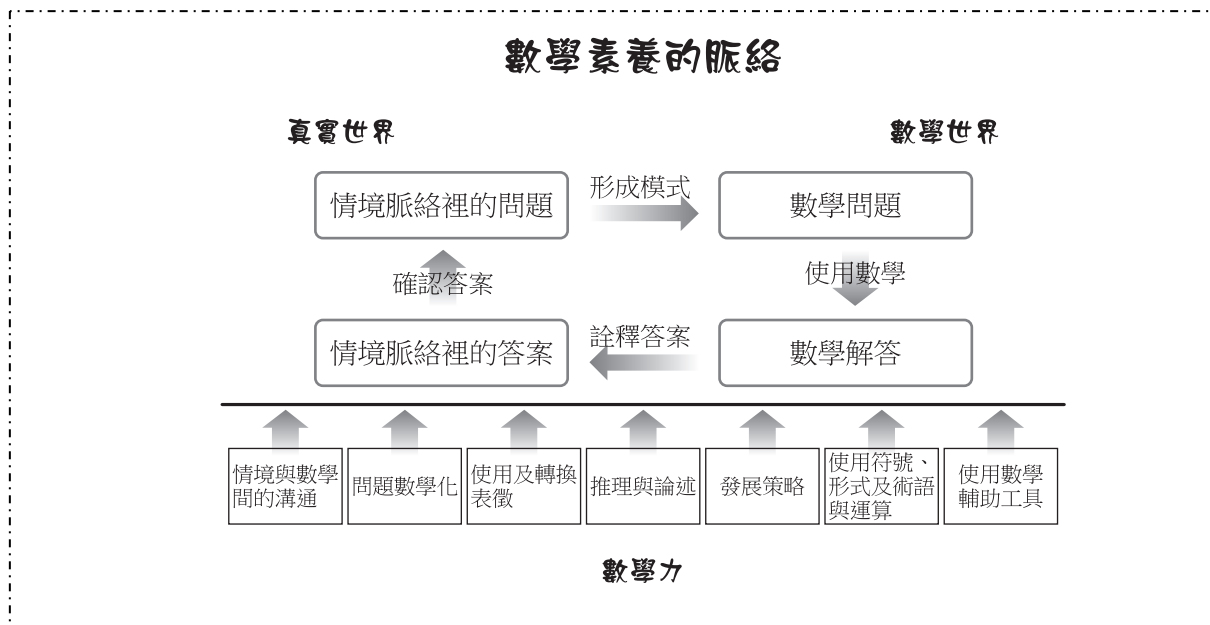 數學素養的脈絡
真實世界
數學世界
情境脈絡裡的問題
形成模式
數學問題
確認答案
使用數學
情境脈絡裡的答案
詮釋答案
數學解答
情境與數學
間的溝通
問題數學化
使用及轉換
表徵
推理與論述
發展策略
使用符號、
形式及術語
與運算
使用數學
輔助工具
數學力